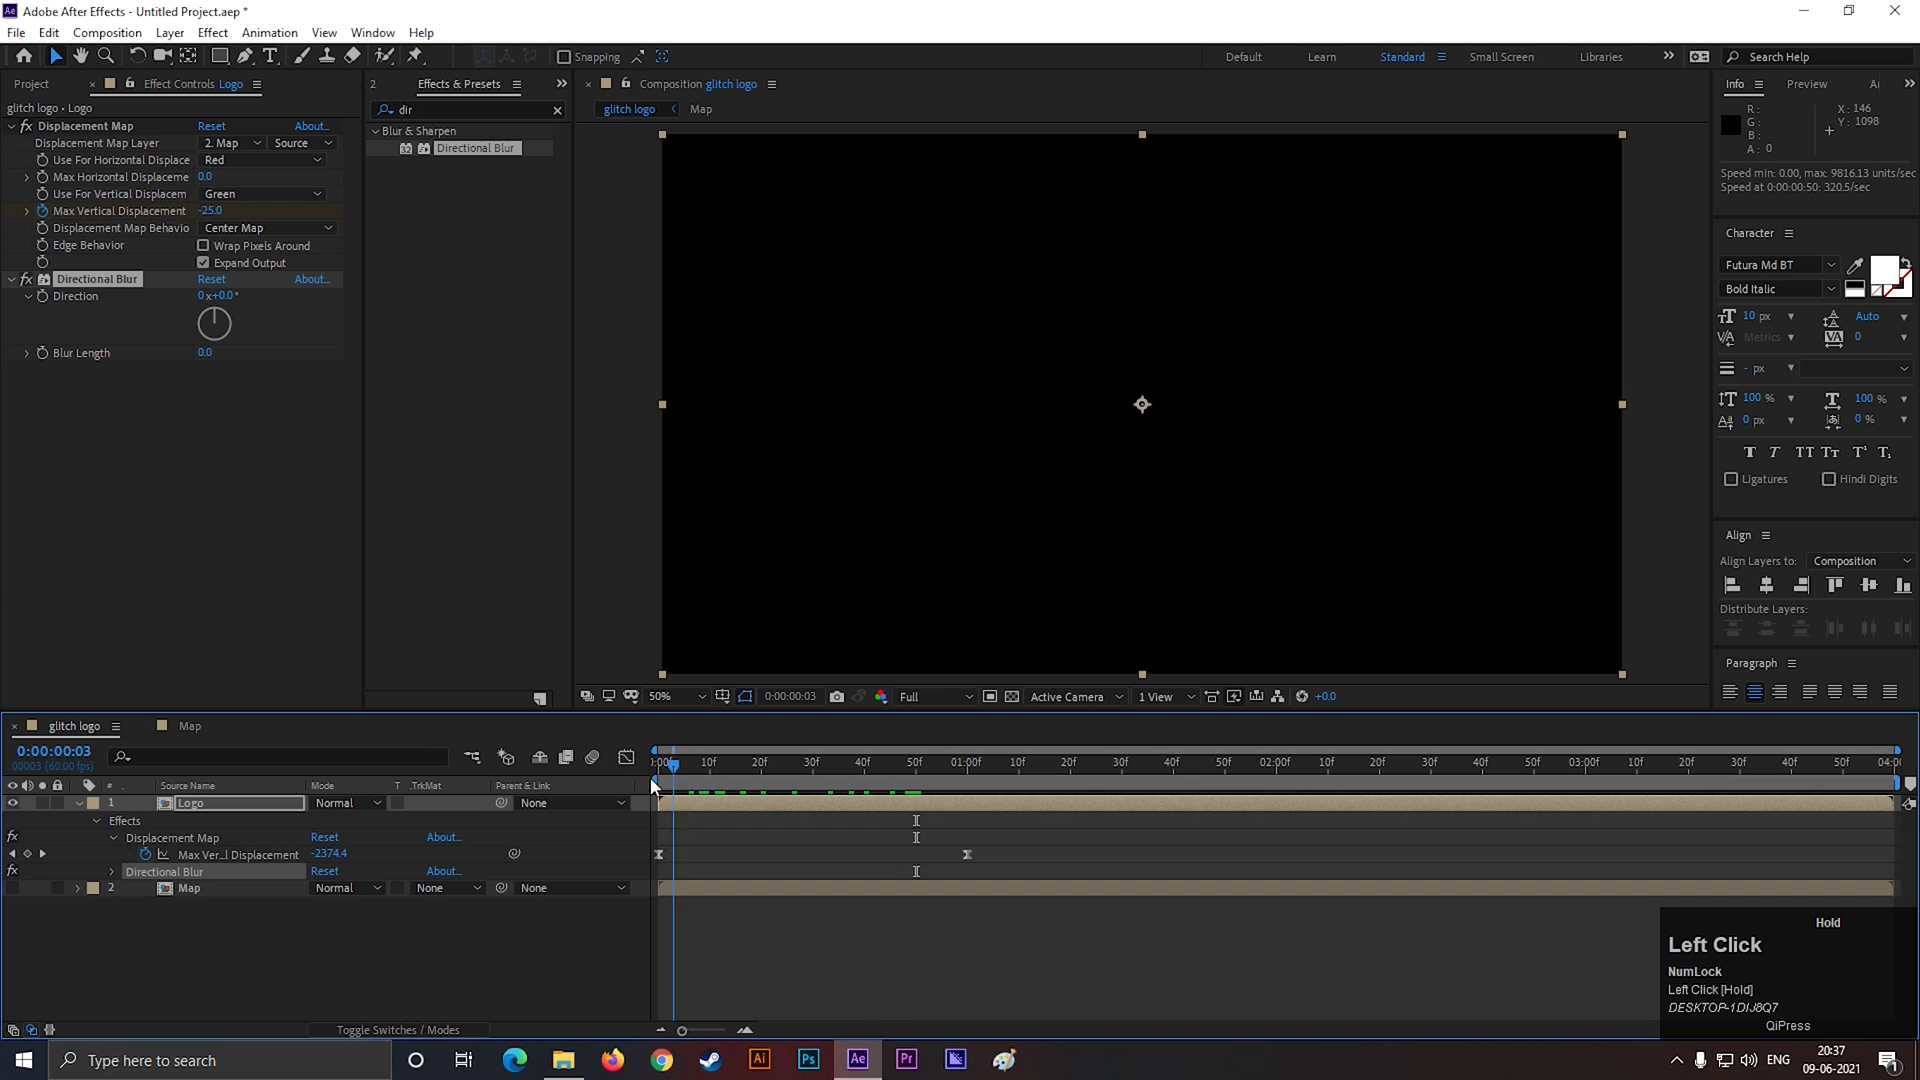 Adobe After Effects - Untitled Project.aep *
File Edit Composition Layer Effect Animation View Window Help
Snapping Default Learn Standard Small Screen Libraries Search Help
Project Effect Controls Logo
glitch logo • Logo
Displacement Map Reset About...
Displacement Map Layer 2. Map Source
Use For Horizontal Displace Red
Max Horizontal Displaceme 0.0
Use For Vertical Displacem Green
Max Vertical Displacement -25.0
Displacement Map Behavio Center Map
Edge Behavior Wrap Pixels Around
Expand Output
Directional Blur Reset About...
Direction 0x+0.0°
Blur Length 0.0
2 Effects & Presets
dir
Blur & Sharpen
32 Directional Blur
Composition glitch logo
glitch logo Map
50% 0:00:00:03 Full Active Camera 1 View +0.0
Info Preview
R: X: 146
G: Y: 1098
B:
A: 0
Speed min: 0.00, max: 9816.13 units/sec
Speed at 0:00:00:50: 320.5/sec
Character
Futura Md BT
Bold Italic
10 px Auto
Metrics 0
- px
100 % 100 %
0 px 0 %
T T TT Tt T¹ T₁
Ligatures Hindi Digits
Align
Align Layers to: Composition
Distribute Layers:
Paragraph
glitch logo Map
0:00:00:03
00003 (60.00 fps)
10f 20f 30f 40f 50f 01:00f 10f 20f 30f 40f 50f 02:00f 10f 20f 30f 40f 50f 03:00f 10f 20f 30f 40f 50f 04:0
# Source Name Mode T .TrkMat Parent & Link
1 Logo Normal None
Effects
fx Displacement Map Reset About...
Max Ver...l Displacement -2374.4
fx Directional Blur Reset About...
2 Map Normal None None
Toggle Switches / Modes
Hold
Left Click
NumLock
Left Click [Hold]
DESKTOP-1DIJ8Q7
QiPress
Type here to search
Ai Ps Ae Pr
ENG 20:37
09-06-2021
1